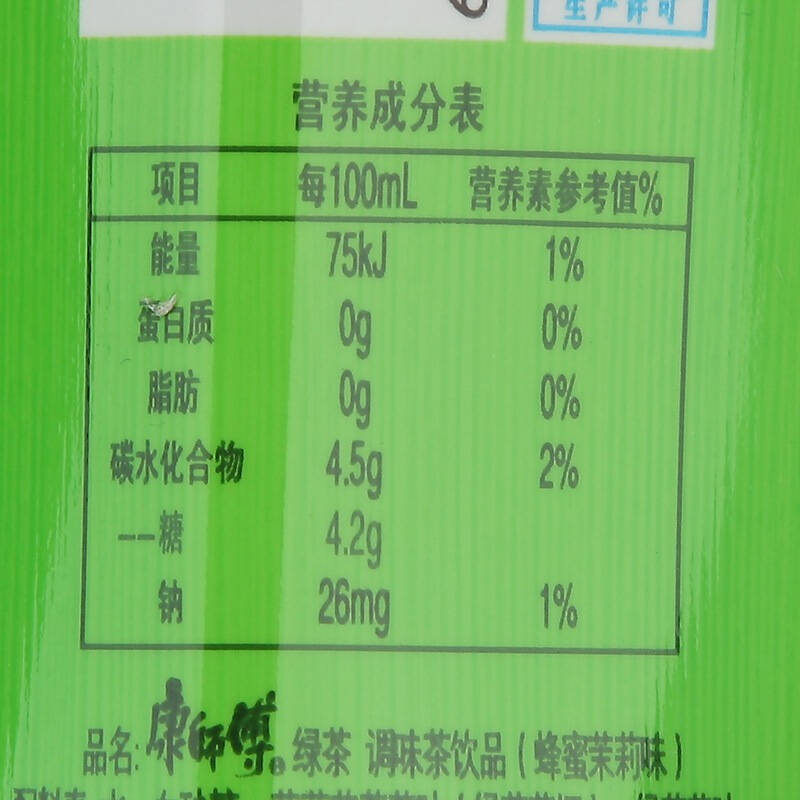 生产许可
营养成分表
项目 每100mL 营养素参考值%
能量 75kJ 1%
蛋白质 0g 0%
脂肪 0g 0%
碳水化合物 4.5g 2%
--糖 4.2g
钠 26mg 1%
品名: 康师傅 绿茶 调味茶饮品(蜂蜜茉莉味)